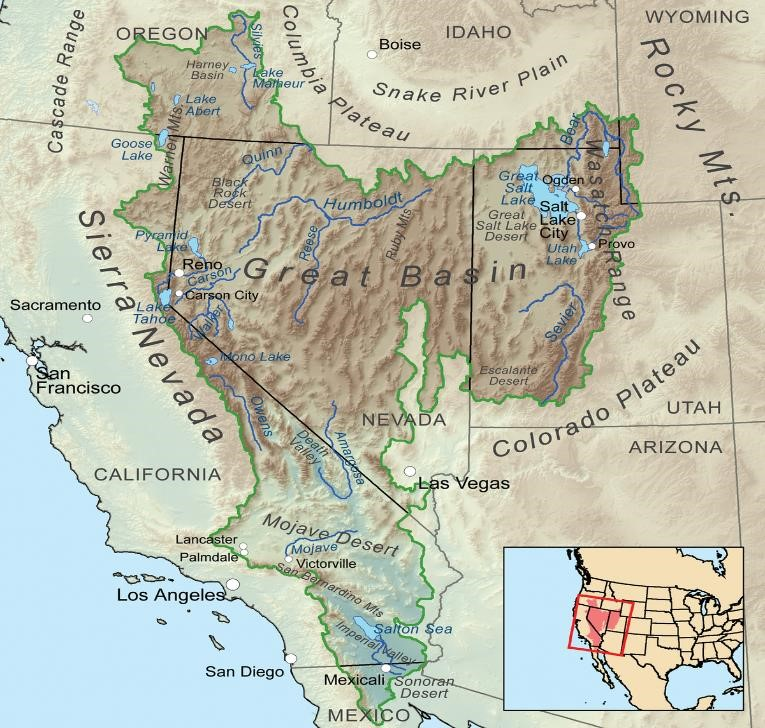 WYOMING
OREGON
IDAHO
Boise
Cascade Range
Columbia Plateau
Snake River Plain
Rocky Mts.
Silvies
Harney
Basin
Lake
Malheur
Lake
Abert
Goose
Lake
Warner Mts.
Quinn
Black
Rock
Desert
Humboldt
Reese
Ruby Mts
Bear
Wasatch Range
Great
Salt
Lake
Ogden
Salt
Lake
City
Great
Salt Lake
Desert
Utah
Lake
Provo
Pyramid
Lake
Reno
Carson
Carson City
Lake
Tahoe
Walker
Great Basin
Sierra Nevada
Sacramento
San
Francisco
Mono Lake
Sevier
Escalante
Desert
Owens
Death
Valley
Amargosa
NEVADA
UTAH
Colorado Plateau
ARIZONA
Las Vegas
CALIFORNIA
Mojave Desert
Mojave
Lancaster
Palmdale
Victorville
San Bernardino Mts
Los Angeles
Salton Sea
Imperial Valley
San Diego
Mexicali
Sonoran
Desert
MEXICO